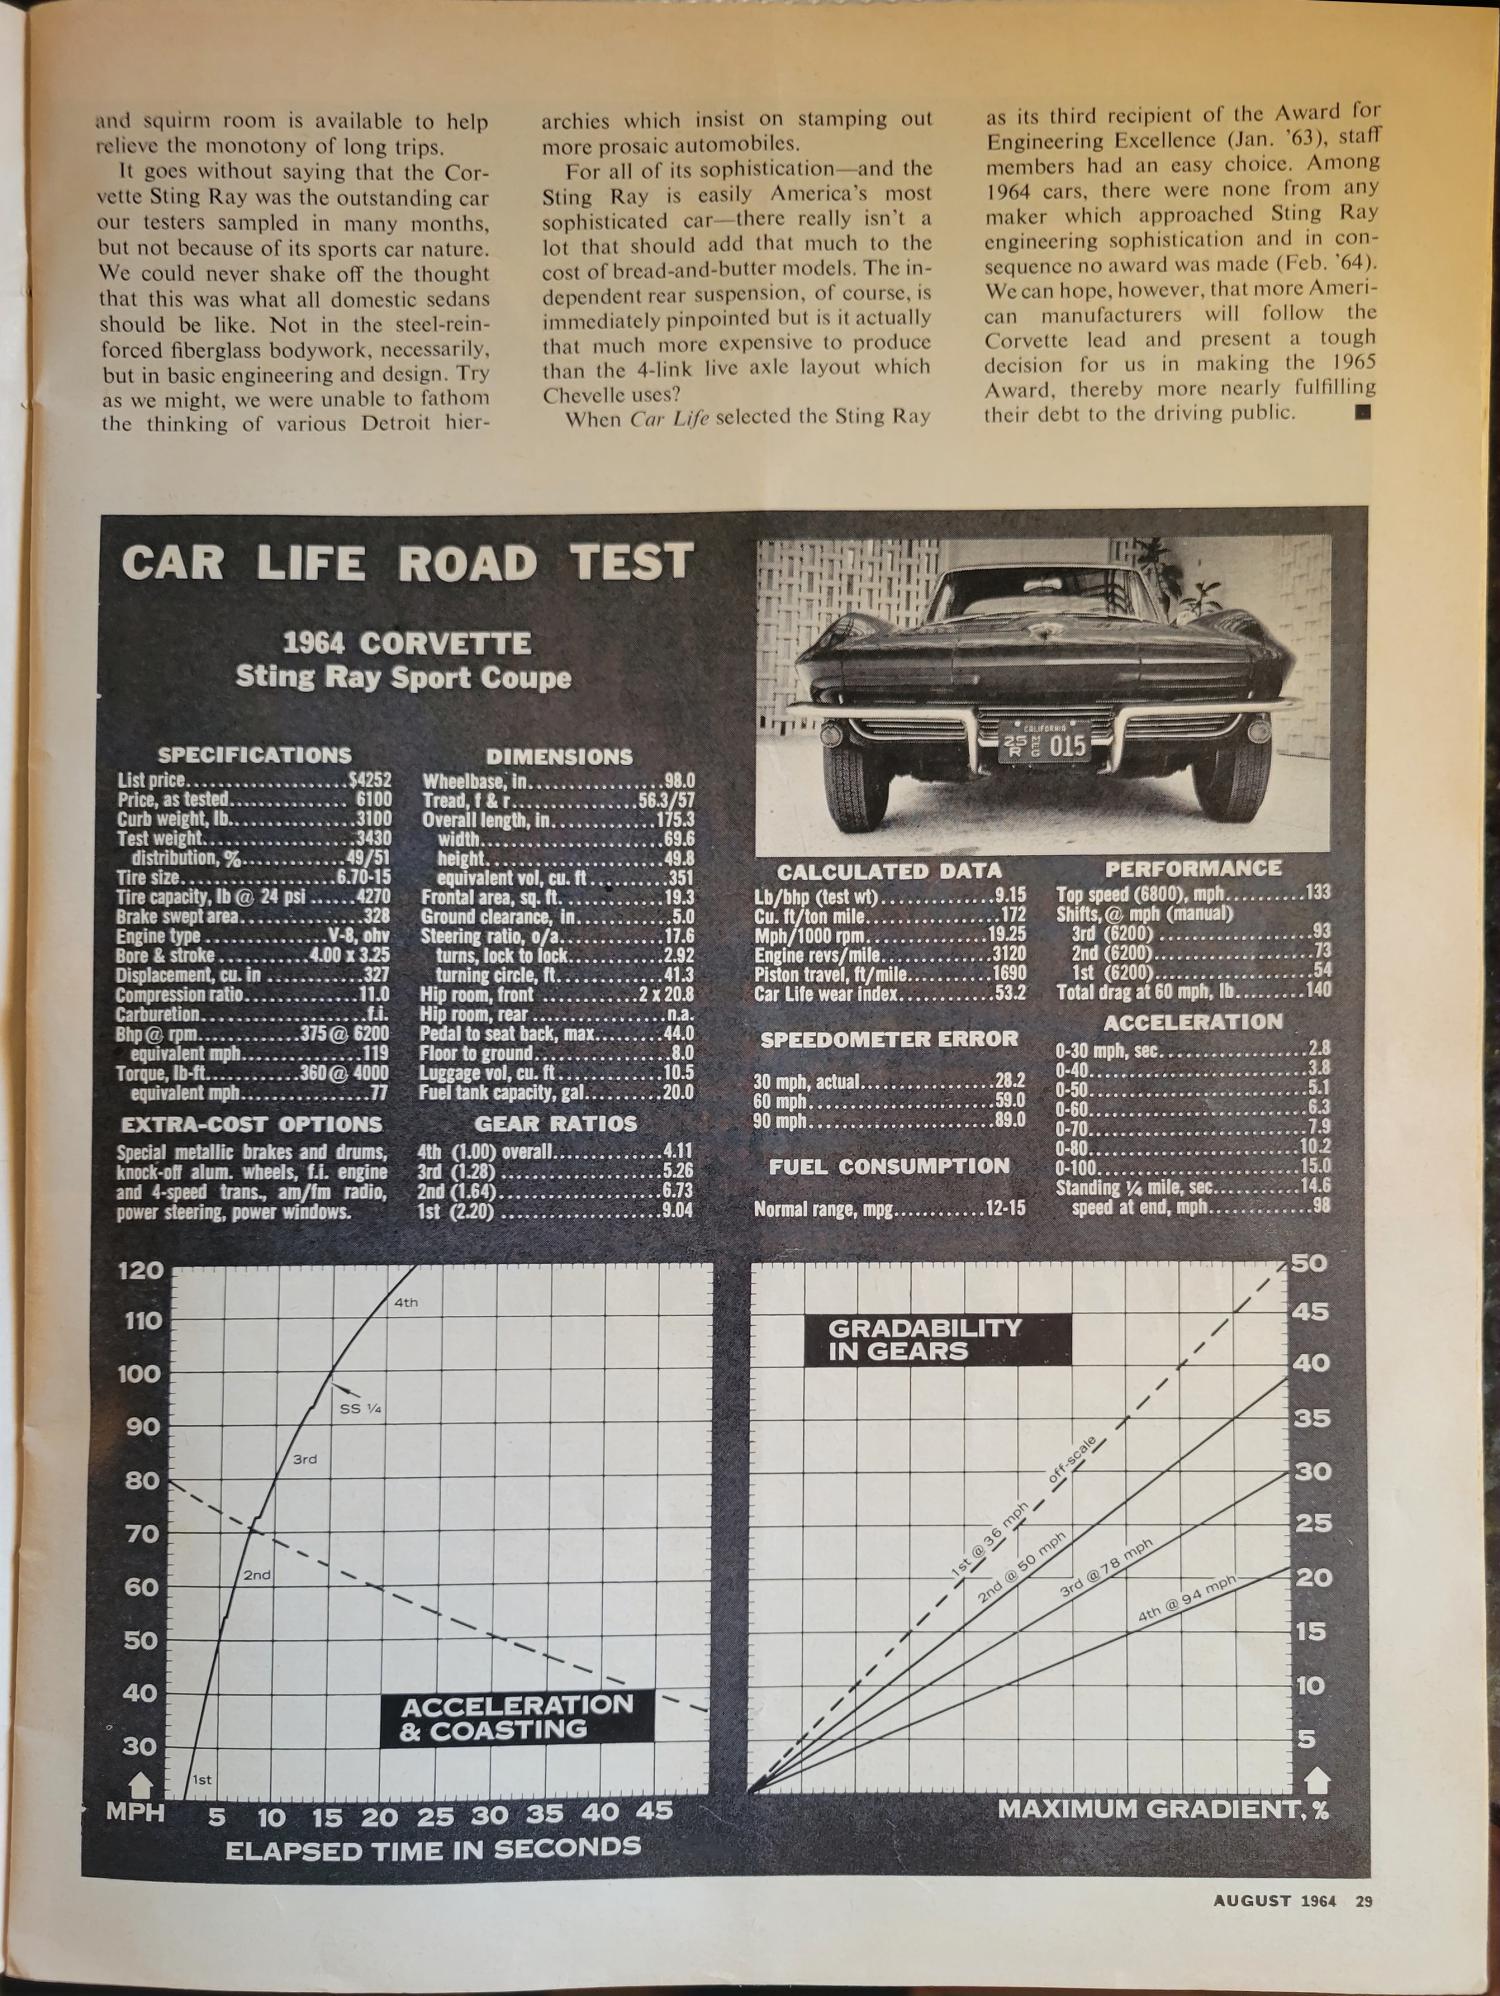 and squirm room is available to help
relieve the monotony of long trips.
It goes without saying that the Cor-
vette Sting Ray was the outstanding car
our testers sampled in many months,
but not because of its sports car nature.
We could never shake off the thought
that this was what all domestic sedans
should be like. Not in the steel-rein-
forced fiberglass bodywork, necessarily,
but in basic engineering and design. Try
as we might, we were unable to fathom
the thinking of various Detroit hier-
archies which insist on stamping out
more prosaic automobiles.
For all of its sophistication—and the
Sting Ray is easily America's most
sophisticated car—there really isn't a
lot that should add that much to the
cost of bread-and-butter models. The in-
dependent rear suspension, of course, is
immediately pinpointed but is it actually
that much more expensive to produce
than the 4-link live axle layout which
Chevelle uses?
When Car Life selected the Sting Ray
as its third recipient of the Award for
Engineering Excellence (Jan. '63), staff
members had an easy choice. Among
1964 cars, there were none from any
maker which approached Sting Ray
engineering sophistication and in con-
sequence no award was made (Feb. '64).
We can hope, however, that more Ameri-
can manufacturers will follow the
Corvette lead and present a tough
decision for us in making the 1965
Award, thereby more nearly fulfilling
their debt to the driving public. ■
CAR LIFE ROAD TEST
1964 CORVETTE
Sting Ray Sport Coupe
SPECIFICATIONS
List price....................$4252
Price, as tested............... 6100
Curb weight, lb................3100
Test weight....................3430
distribution, %.............49/51
Tire size....................6.70-15
Tire capacity, lb @ 24 psi ......4270
Brake swept area................328
Engine type ...............V-8, ohv
Bore & stroke ..........4.00 x 3.25
Displacement, cu. in ............327
Compression ratio..............11.0
Carburetion.....................f.i.
Bhp @ rpm.............375 @ 6200
equivalent mph...............119
Torque, lb-ft............360 @ 4000
equivalent mph................77
EXTRA-COST OPTIONS
Special metallic brakes and drums,
knock-off alum. wheels, f.i. engine
and 4-speed trans., am/fm radio,
power steering, power windows.
DIMENSIONS
Wheelbase, in..................98.0
Tread, f & r................56.3/57
Overall length, in.............175.3
width.......................69.6
height......................49.8
equivalent vol, cu. ft..........351
Frontal area, sq. ft.............19.3
Ground clearance, in............5.0
Steering ratio, o/a.............17.6
turns, lock to lock............2.92
turning circle, ft.............41.3
Hip room, front ............2 x 20.8
Hip room, rear .................n.a.
Pedal to seat back, max.........44.0
Floor to ground.................8.0
Luggage vol, cu. ft.............10.5
Fuel tank capacity, gal..........20.0
GEAR RATIOS
4th (1.00) overall..............4.11
3rd (1.28)....................5.26
2nd (1.64)....................6.73
1st (2.20) ....................9.04
CALIFORNIA
25 R MFG 015
CALCULATED DATA
Lb/bhp (test wt)...............9.15
Cu. ft/ton mile.................172
Mph/1000 rpm................19.25
Engine revs/mile..............3120
Piston travel, ft/mile...........1690
Car Life wear index.............53.2
SPEEDOMETER ERROR
30 mph, actual.................28.2
60 mph.......................59.0
90 mph.......................89.0
FUEL CONSUMPTION
Normal range, mpg...........12-15
PERFORMANCE
Top speed (6800), mph..........133
Shifts, @ mph (manual)
3rd (6200) ...................93
2nd (6200)...................73
1st (6200)....................54
Total drag at 60 mph, lb.........140
ACCELERATION
0-30 mph, sec..................2.8
0-40..........................3.8
0-50..........................5.1
0-60..........................6.3
0-70..........................7.9
0-80.........................10.2
0-100........................15.0
Standing ¼ mile, sec...........14.6
speed at end, mph.............98
120
110
100
90
80
70
60
50
40
30
MPH
4th
SS ¼
3rd
2nd
1st
ACCELERATION
& COASTING
5 10 15 20 25 30 35 40 45
ELAPSED TIME IN SECONDS
GRADABILITY
IN GEARS
off-scale
1st @ 36 mph
2nd @ 50 mph
3rd @ 78 mph
4th @ 94 mph
50
45
40
35
30
25
20
15
10
5
MAXIMUM GRADIENT, %
AUGUST 1964 29